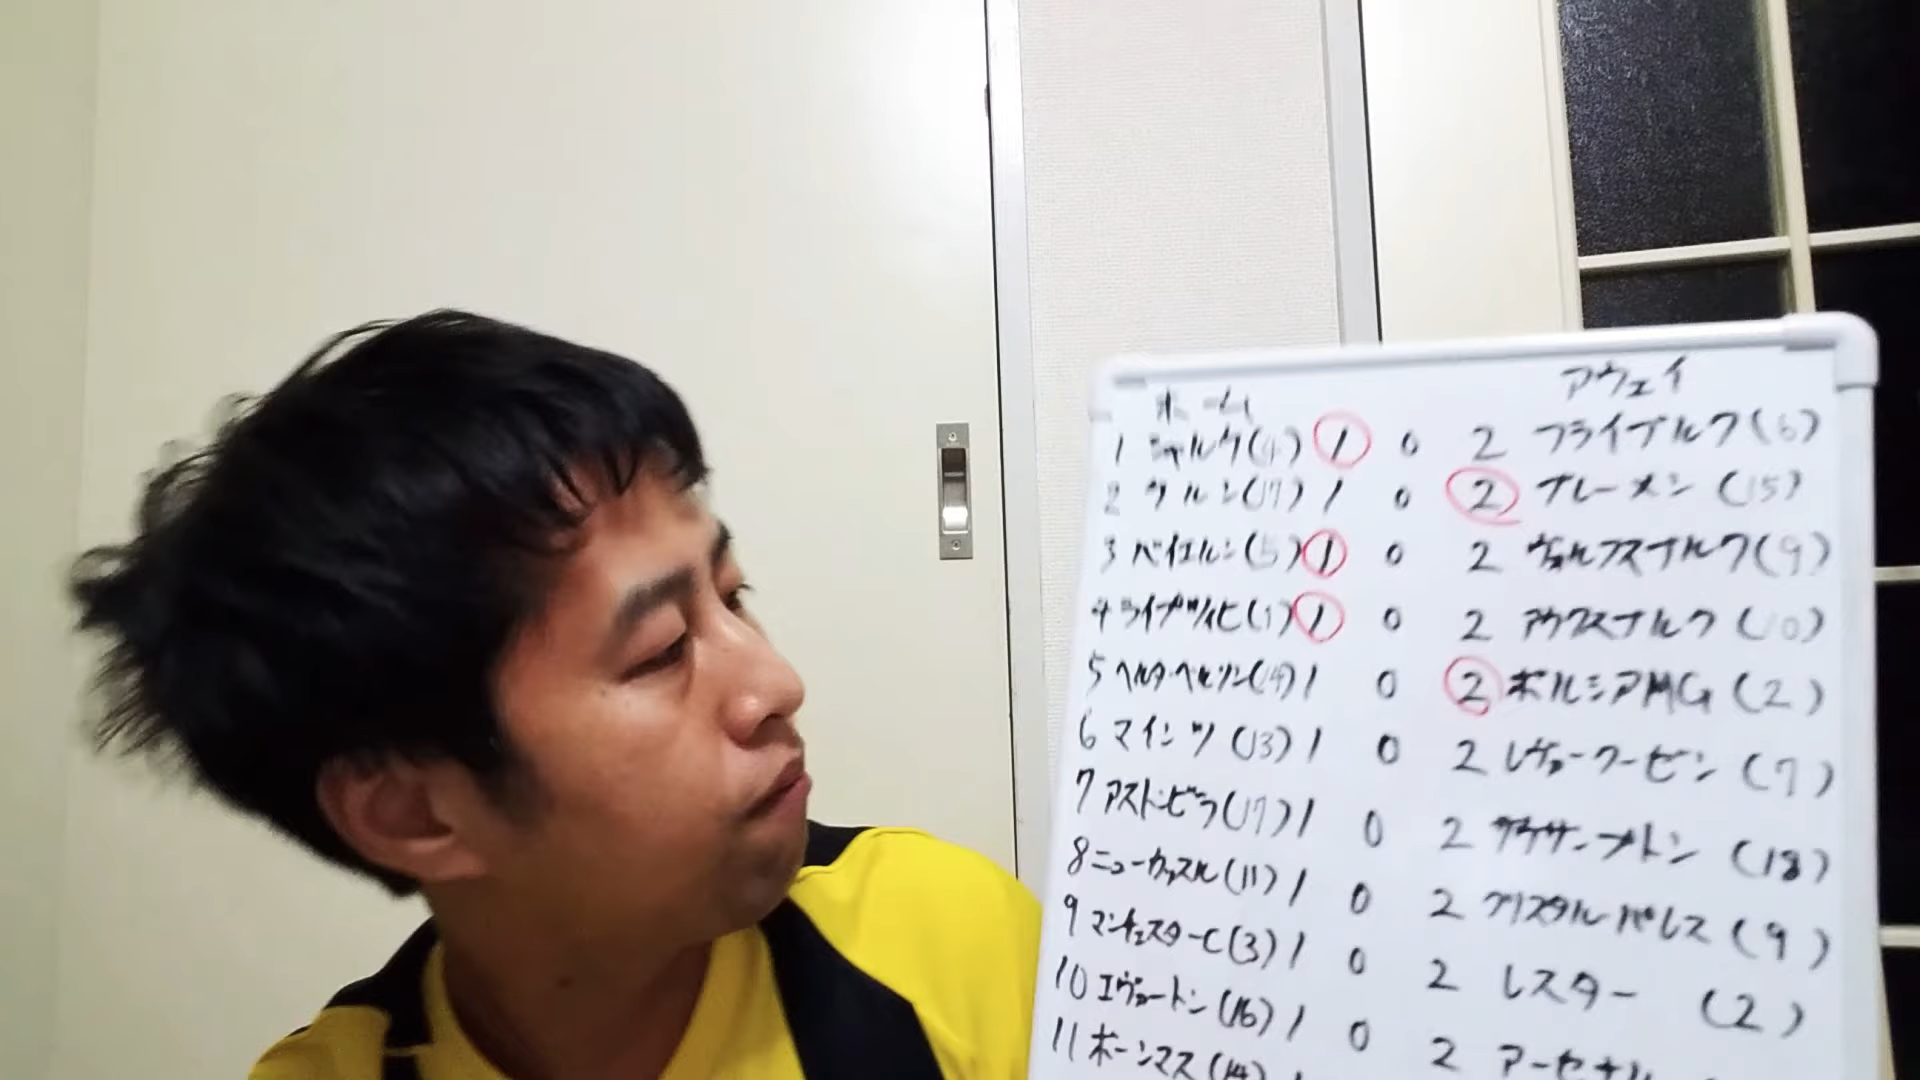 ホーム アウェイ
1 シャルケ(4) 1 0 2 フライブルク(6)
2 ケルン(17) 1 0 2 ブレーメン(15)
3 バイエルン(5) 1 0 2 ヴォルフスブルク(9)
4 ライプツィヒ(1) 1 0 2 アウクスブルク(10)
5 ヘルタ・ベルリン(14) 1 0 2 ボルシアMG(2)
6 マインツ(13) 1 0 2 レヴァークーゼン(7)
7 アストンビラ(17) 1 0 2 サウサンプトン(18)
8 ニューカッスル(11) 1 0 2 クリスタルパレス(9)
9 マンチェスターC(3) 1 0 2 レスター(2)
10 エヴァートン(16) 1 0 2 アーセナル
11 ボーンマス(14)